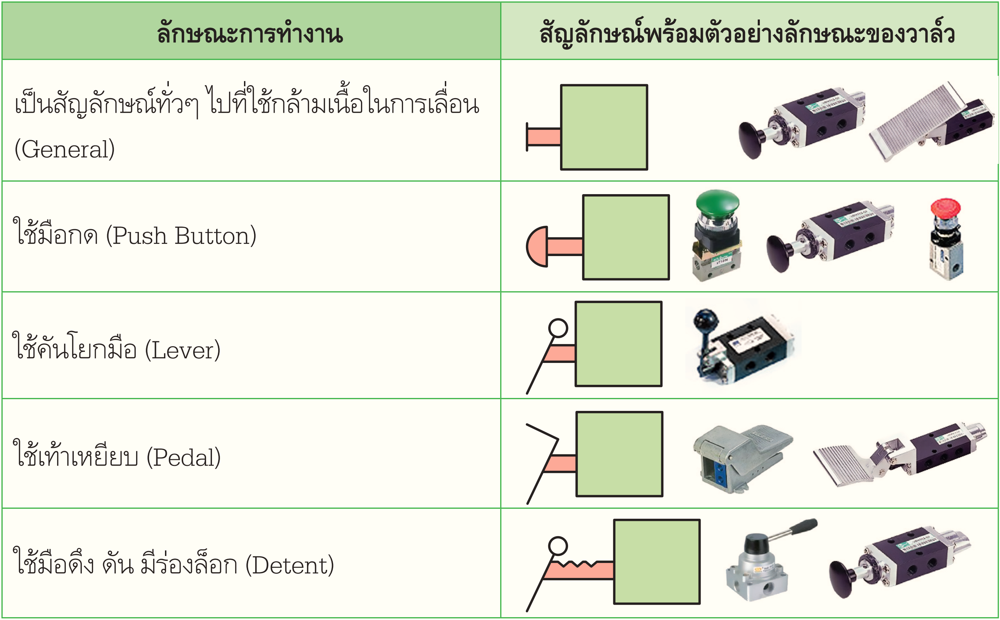 ลักษณะการทำงาน
สัญลักษณ์พร้อมตัวอย่างลักษณะของวาล์ว
เป็นสัญลักษณ์ทั่วๆ ไปที่ใช้กล้ามเนื้อในการเลื่อน
(General)
ใช้มือกด (Push Button)
ใช้คันโยกมือ (Lever)
ใช้เท้าเหยียบ (Pedal)
ใช้มือดึง ดัน มีร่องล็อก (Detent)